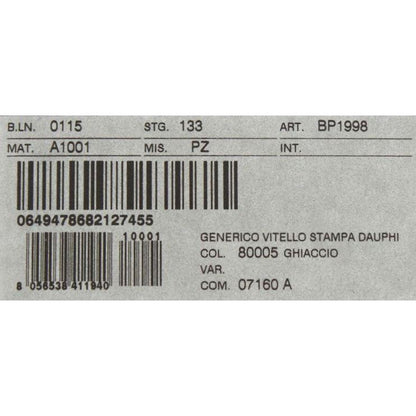 B.LN. 0115 STG. 133 ART. BP1998
MAT. A1001 MIS. PZ INT.
0649478682127455
10001
8 056538 411940
GENERICO VITELLO STAMPA DAUPHI
COL. 80005 GHIACCIO
VAR.
COM. 07160 A